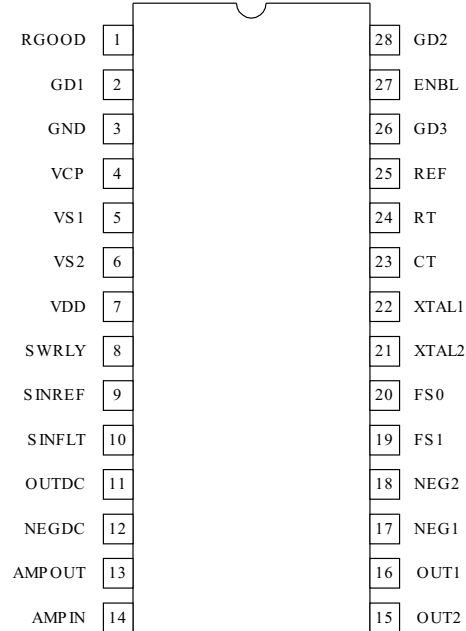 RGOOD 1 28 GD2
GD1 2 27 ENBL
GND 3 26 GD3
VCP 4 25 REF
VS1 5 24 RT
VS2 6 23 CT
VDD 7 22 XTAL1
SWRLY 8 21 XTAL2
SINREF 9 20 FS0
SINFLT 10 19 FS1
OUTDC 11 18 NEG2
NEGDC 12 17 NEG1
AMPOUT 13 16 OUT1
AMPIN 14 15 OUT2